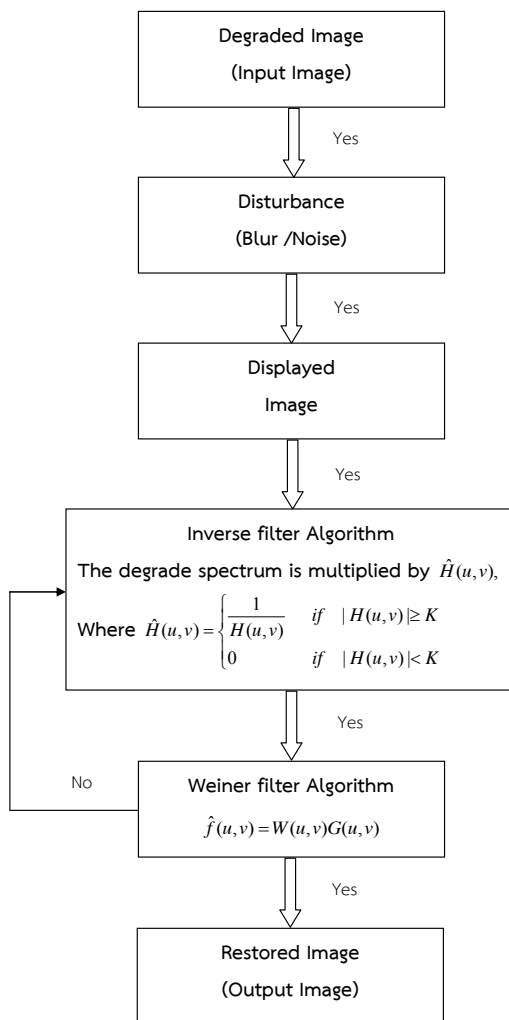 Degraded Image
(Input Image)
Yes
Disturbance
(Blur /Noise)
Yes
Displayed
Image
Yes
Inverse filter Algorithm
The degrade spectrum is multiplied by Ĥ(u,v),
Where Ĥ(u,v) = { 1/H(u,v) if |H(u,v)| ≥ K
0 if |H(u,v)| < K
Yes
No
Weiner filter Algorithm
f̂(u,v) = W(u,v)G(u,v)
Yes
Restored Image
(Output Image)